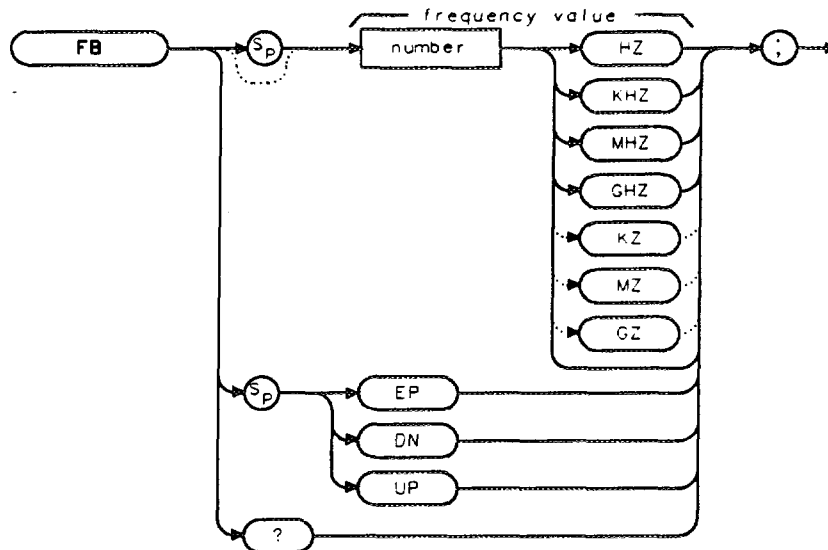 frequency value
FB
SP
number
HZ
;
KHZ
MHZ
GHZ
KZ
MZ
GZ
SP
EP
DN
UP
?